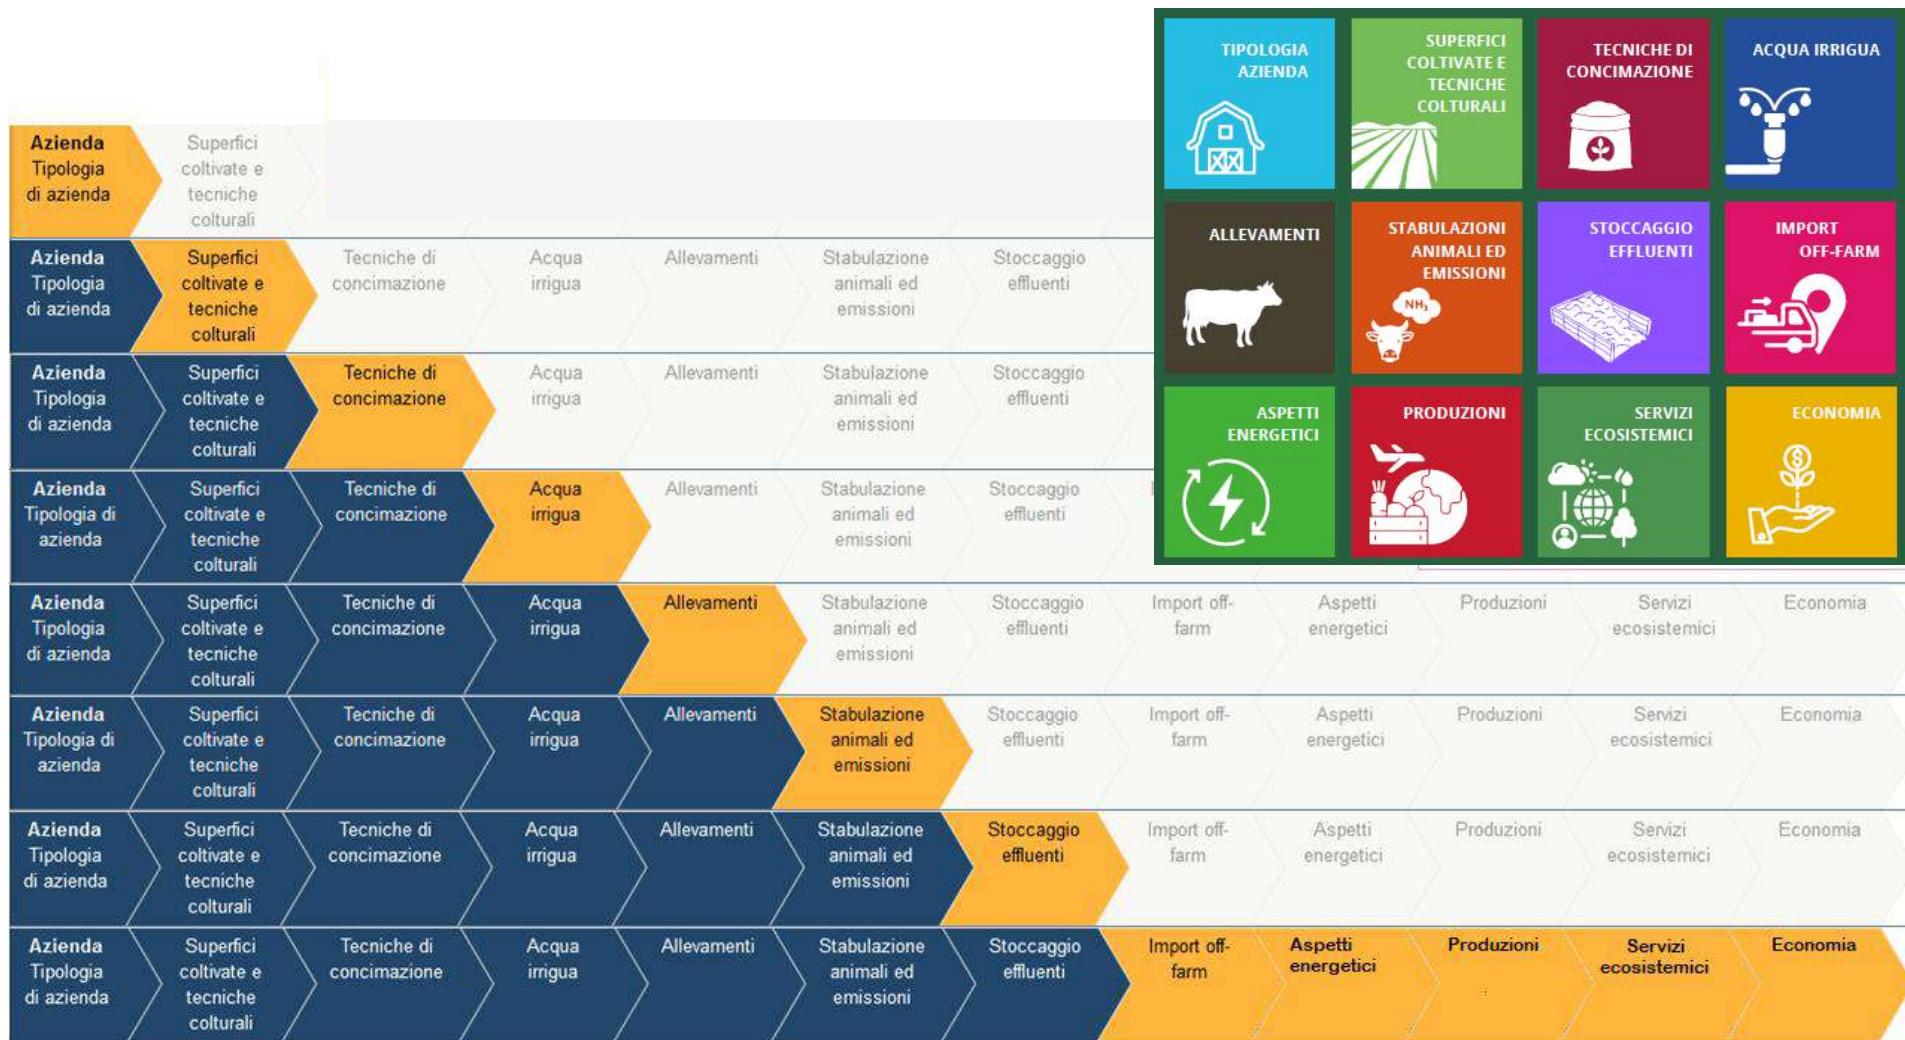 TIPOLOGIA
AZIENDA
SUPERFICI
COLTIVATE E
TECNICHE
COLTURALI
TECNICHE DI
CONCIMAZIONE
ACQUA IRRIGUA
ALLEVAMENTI
STABULAZIONI
ANIMALI ED
EMISSIONI
NH3
STOCCAGGIO
EFFLUENTI
IMPORT
OFF-FARM
ASPETTI
ENERGETICI
PRODUZIONI
SERVIZI
ECOSISTEMICI
ECONOMIA
Azienda
Tipologia
di azienda
Superfici
coltivate e
tecniche
colturali
Azienda
Tipologia
di azienda
Superfici
coltivate e
tecniche
colturali
Tecniche di
concimazione
Acqua
irrigua
Allevamenti
Stabulazione
animali ed
emissioni
Stoccaggio
effluenti
Azienda
Tipologia
di azienda
Superfici
coltivate e
tecniche
colturali
Tecniche di
concimazione
Acqua
irrigua
Allevamenti
Stabulazione
animali ed
emissioni
Stoccaggio
effluenti
Azienda
Tipologia di
azienda
Superfici
coltivate e
tecniche
colturali
Tecniche di
concimazione
Acqua
irrigua
Allevamenti
Stabulazione
animali ed
emissioni
Stoccaggio
effluenti
Azienda
Tipologia
di azienda
Superfici
coltivate e
tecniche
colturali
Tecniche di
concimazione
Acqua
irrigua
Allevamenti
Stabulazione
animali ed
emissioni
Stoccaggio
effluenti
Import off-
farm
Aspetti
energetici
Produzioni
Servizi
ecosistemici
Economia
Azienda
Tipologia di
azienda
Superfici
coltivate e
tecniche
colturali
Tecniche di
concimazione
Acqua
irrigua
Allevamenti
Stabulazione
animali ed
emissioni
Stoccaggio
effluenti
Import off-
farm
Aspetti
energetici
Produzioni
Servizi
ecosistemici
Economia
Azienda
Tipologia
di azienda
Superfici
coltivate e
tecniche
colturali
Tecniche di
concimazione
Acqua
irrigua
Allevamenti
Stabulazione
animali ed
emissioni
Stoccaggio
effluenti
Import off-
farm
Aspetti
energetici
Produzioni
Servizi
ecosistemici
Economia
Azienda
Tipologia
di azienda
Superfici
coltivate e
tecniche
colturali
Tecniche di
concimazione
Acqua
irrigua
Allevamenti
Stabulazione
animali ed
emissioni
Stoccaggio
effluenti
Import off-
farm
Aspetti
energetici
Produzioni
Servizi
ecosistemici
Economia